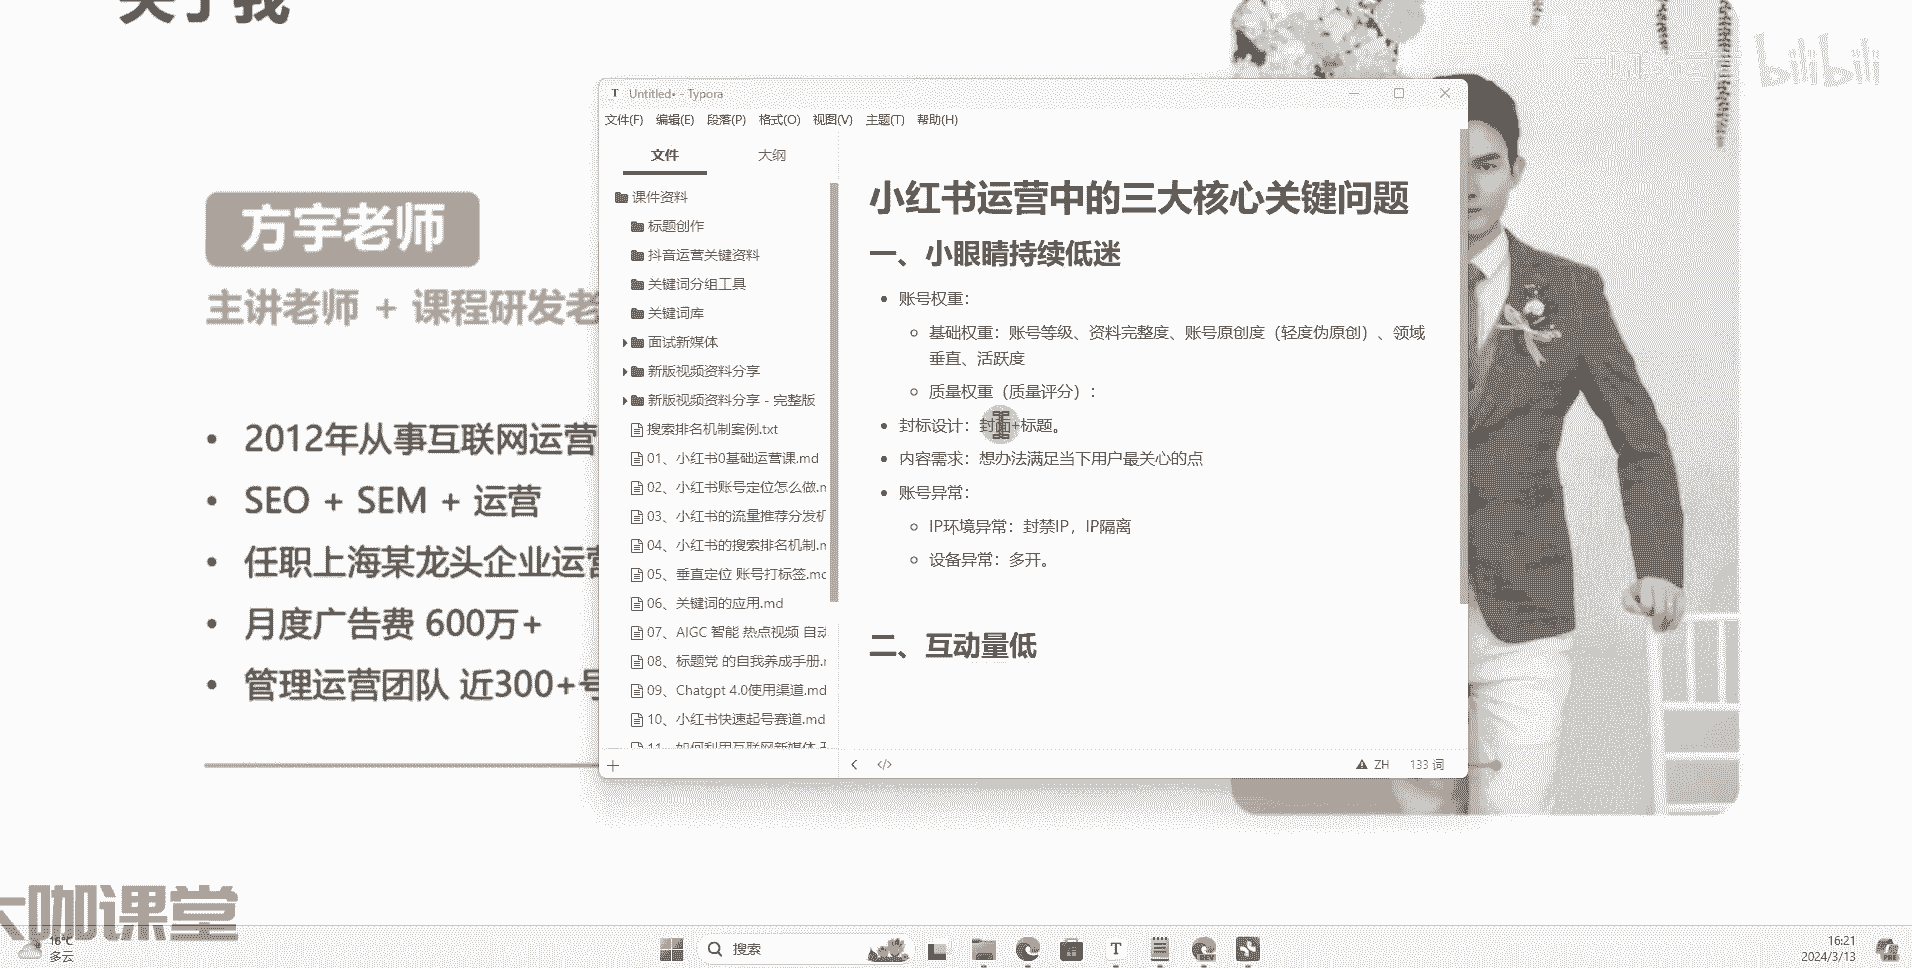 关于我
bilibili
方宇老师
主讲老师 + 课程研发老
2012年从事互联网运营
SEO + SEM + 运营
任职上海某龙头企业运营
月度广告费 600万+
管理运营团队 近300+号
Untitled• - Typora
文件(F) 编辑(E) 段落(P) 格式(O) 视图(V) 主题(T) 帮助(H)
文件 大纲
课件资料
标题创作
抖音运营关键资料
关键词分组工具
关键词库
面试新媒体
新版视频资料分享
新版视频资料分享 - 完整版
搜索排名机制案例.txt
01、小红书0基础运营课.md
02、小红书账号定位怎么做.m
03、小红书的流量推荐分发机
04、小红书的搜索排名机制.m
05、垂直定位 账号打标签.md
06、关键词的应用.md
07、AIGC 智能 热点视频 自动
08、标题党 的自我养成手册.m
09、Chatgpt 4.0使用渠道.md
10、小红书快速起号赛道.md
11、如何利用互联网新媒体
小红书运营中的三大核心关键问题
一、小眼睛持续低迷
账号权重：
基础权重：账号等级、资料完整度、账号原创度（轻度伪原创）、领域
垂直、活跃度
质量权重（质量评分）：
封标设计：封面+标题。
内容需求：想办法满足当下用户最关心的点
账号异常：
IP环境异常：封禁IP，IP隔离
设备异常：多开。
二、互动量低
ZH 133 词
大咖课堂
16°C
多云
搜索
16:21
2024/3/13